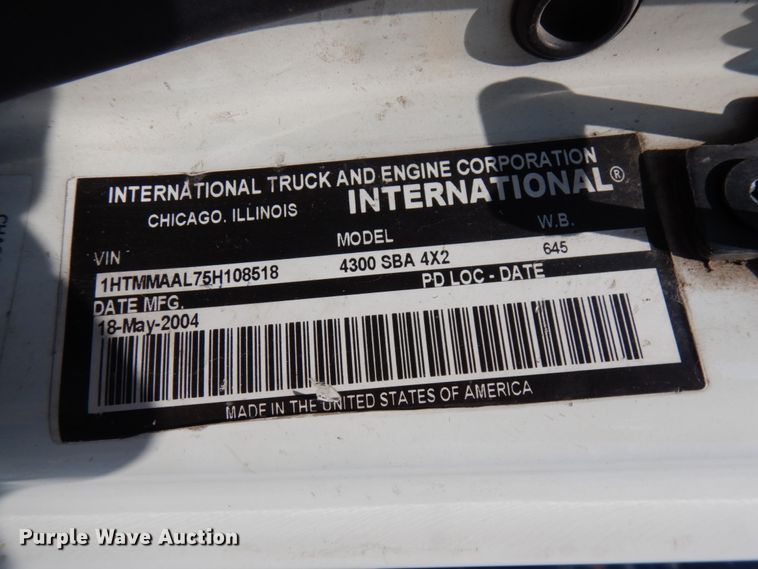 INTERNATIONAL TRUCK AND ENGINE CORPORATION
CHICAGO, ILLINOIS INTERNATIONAL®
VIN MODEL W.B.
1HTMMAAL75H108518 4300 SBA 4X2 645
DATE MFG. PD LOC - DATE
18-May-2004
MADE IN THE UNITED STATES OF AMERICA
Purple Wave Auction